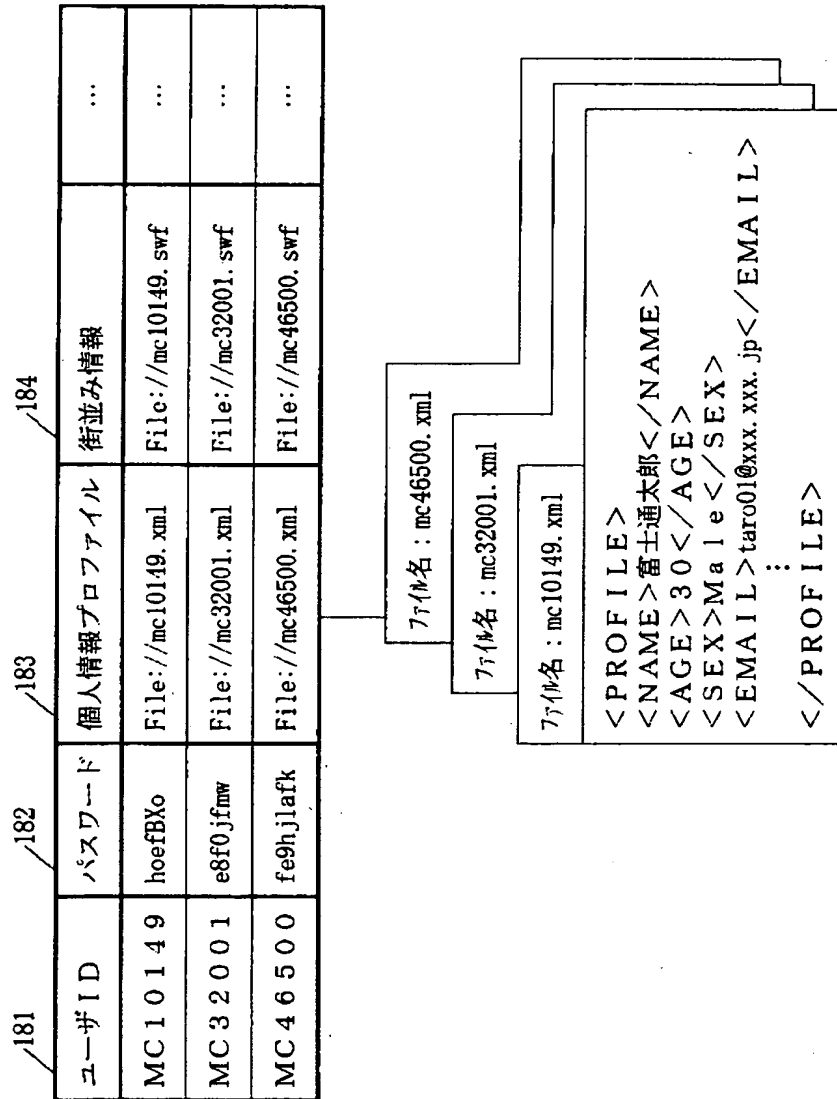 181 182 183 184
ユーザID パスワード 個人情報プロファイル 街並み情報 …
MC10149 hoefBXo File://mc10149.xml File://mc10149.swf …
MC32001 e8f0jfmw File://mc32001.xml File://mc32001.swf …
MC46500 fe9hjlafk File://mc46500.xml File://mc46500.swf …
ファイル名：mc46500.xml
ファイル名：mc32001.xml
ファイル名：mc10149.xml
<PROFILE>
<NAME>富士通太郎</NAME>
<AGE>30</AGE>
<SEX>Male</SEX>
<EMAIL>taro01@xxx.xxx.jp</EMAIL>
⋮
</PROFILE>